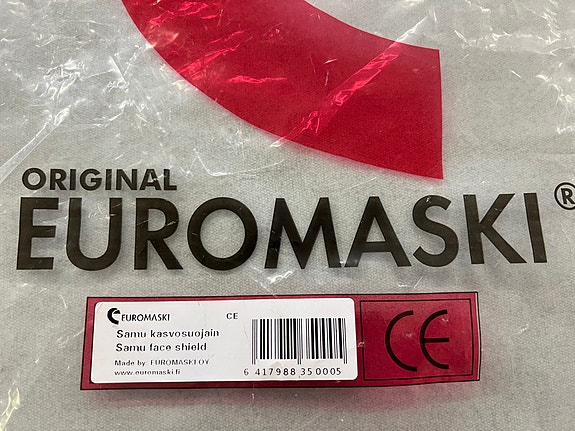 ORIGINAL
EUROMASKI®
EUROMASKI CE
Samu kasvosuojain
Samu face shield
Made by: EUROMASKI OY
www.euromaski.fi
6 417988 350005
CE